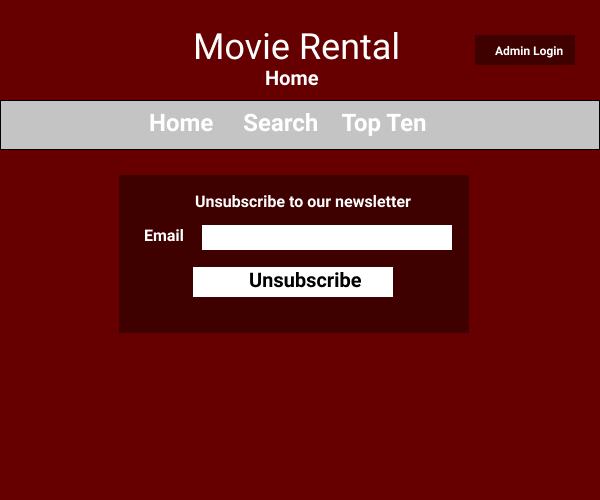 Movie Rental
Admin Login
Home
Home Search Top Ten
Unsubscribe to our newsletter
Email
Unsubscribe